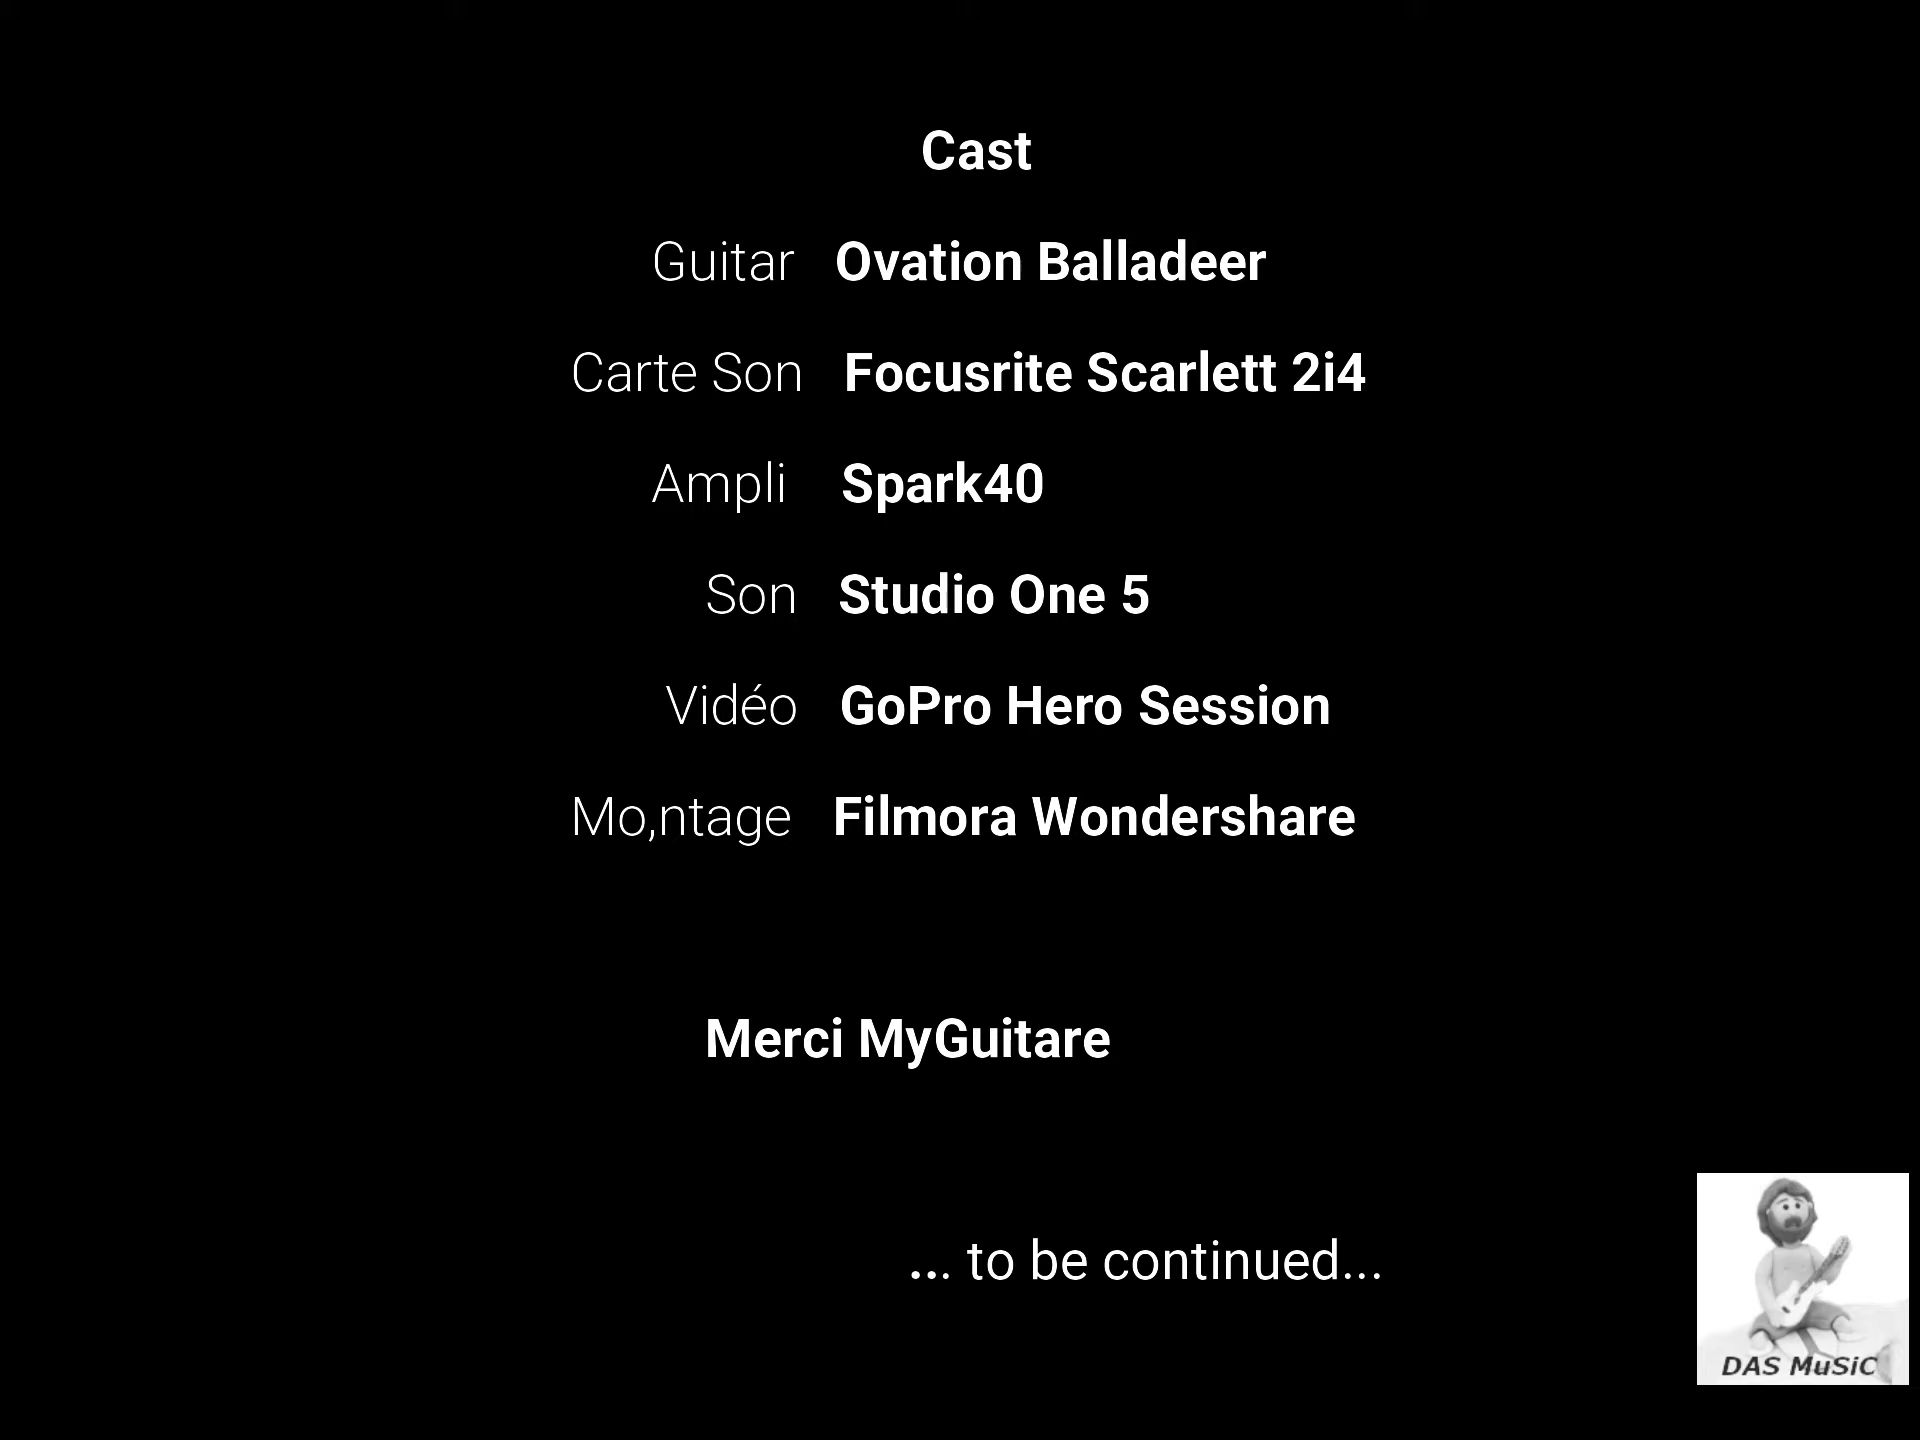 Cast
Guitar Ovation Balladeer
Carte Son Focusrite Scarlett 2i4
Ampli Spark40
Son Studio One 5
Vidéo GoPro Hero Session
Mo,ntage Filmora Wondershare
Merci MyGuitare
... to be continued...
DAS MuSiC